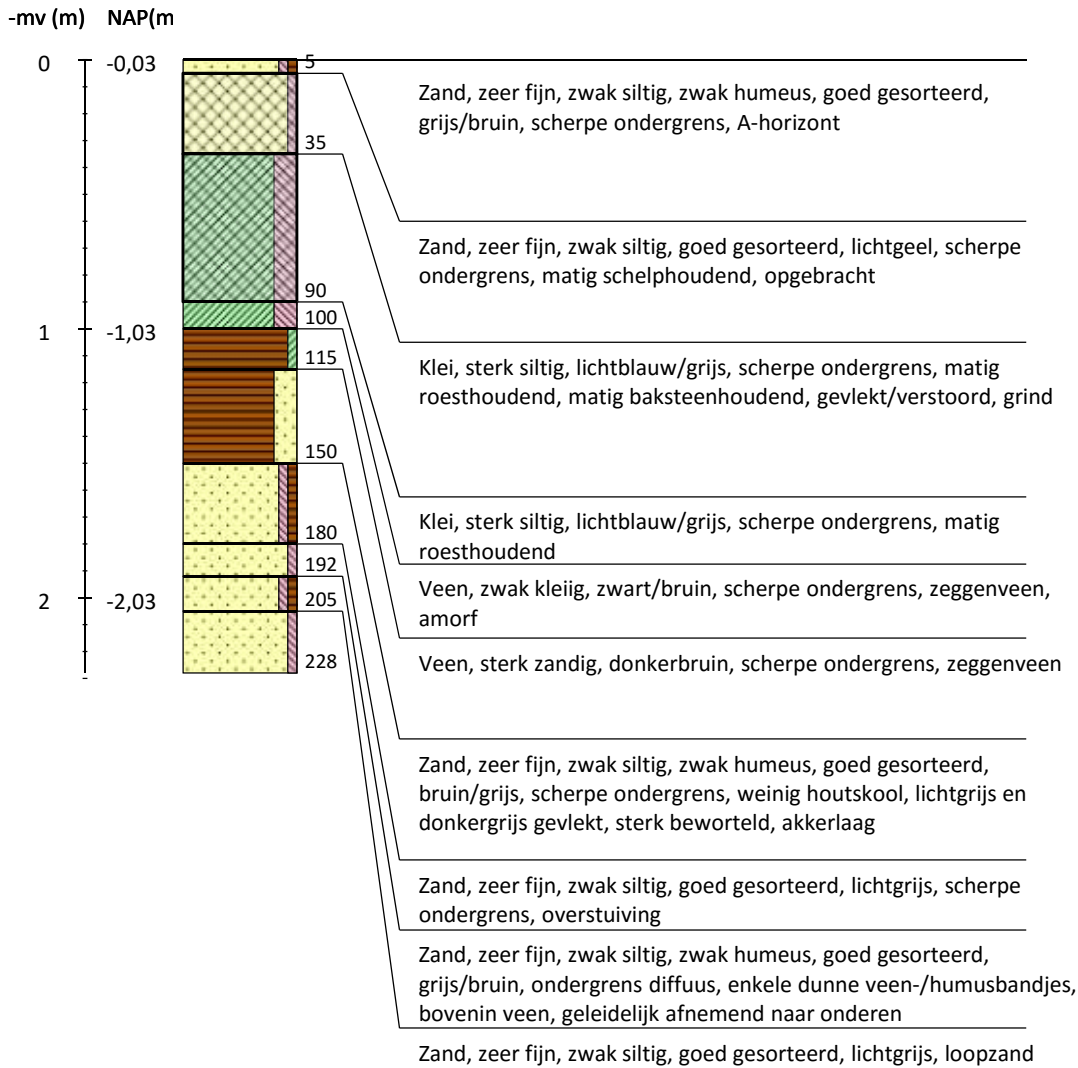 -mv (m) NAP(m
0 -0,03
5
Zand, zeer fijn, zwak siltig, zwak humeus, goed gesorteerd,
grijs/bruin, scherpe ondergrens, A-horizont
35
Zand, zeer fijn, zwak siltig, goed gesorteerd, lichtgeel, scherpe
ondergrens, matig schelphoudend, opgebracht
90
100
1 -1,03
115
Klei, sterk siltig, lichtblauw/grijs, scherpe ondergrens, matig
roesthoudend, matig baksteenhoudend, gevlekt/verstoord, grind
150
Klei, sterk siltig, lichtblauw/grijs, scherpe ondergrens, matig
roesthoudend
180
192
2 -2,03
205
Veen, zwak kleiig, zwart/bruin, scherpe ondergrens, zeggenveen,
amorf
228
Veen, sterk zandig, donkerbruin, scherpe ondergrens, zeggenveen
Zand, zeer fijn, zwak siltig, zwak humeus, goed gesorteerd,
bruin/grijs, scherpe ondergrens, weinig houtskool, lichtgrijs en
donkergrijs gevlekt, sterk beworteld, akkerlaag
Zand, zeer fijn, zwak siltig, goed gesorteerd, lichtgrijs, scherpe
ondergrens, overstuiving
Zand, zeer fijn, zwak siltig, zwak humeus, goed gesorteerd,
grijs/bruin, ondergrens diffuus, enkele dunne veen-/humusbandjes,
bovenin veen, geleidelijk afnemend naar onderen
Zand, zeer fijn, zwak siltig, goed gesorteerd, lichtgrijs, loopzand